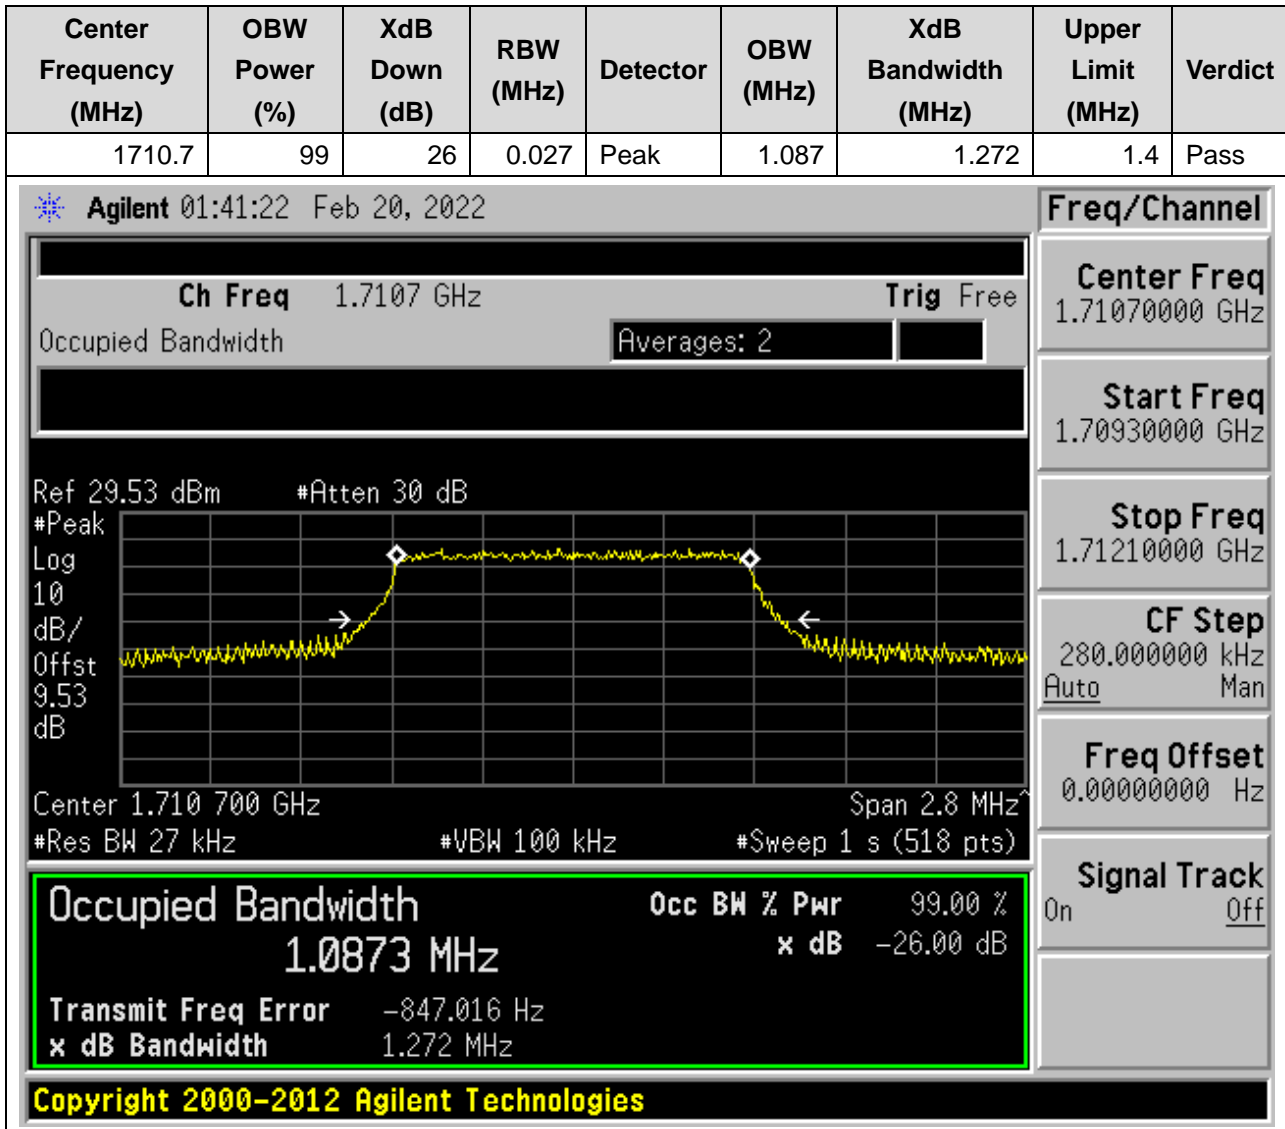 Center Frequency (MHz) OBW Power (%) XdB Down (dB) RBW (MHz) Detector OBW (MHz) XdB Bandwidth (MHz) Upper Limit (MHz) Verdict
1710.7 99 26 0.027 Peak 1.087 1.272 1.4 Pass
Agilent 01:41:22 Feb 20, 2022
Freq/Channel
Ch Freq 1.7107 GHz Trig Free
Occupied Bandwidth Averages: 2
Center Freq
1.71070000 GHz
Start Freq
1.70930000 GHz
Stop Freq
1.71210000 GHz
CF Step
280.000000 kHz
Auto Man
Freq Offset
0.00000000 Hz
Signal Track
On Off
Ref 29.53 dBm #Atten 30 dB
#Peak
Log
10
dB/
Offst
9.53
dB
Center 1.710 700 GHz Span 2.8 MHz^
#Res BW 27 kHz #VBW 100 kHz #Sweep 1 s (518 pts)
Occupied Bandwidth Occ BW % Pwr 99.00 %
1.0873 MHz x dB -26.00 dB
Transmit Freq Error -847.016 Hz
x dB Bandwidth 1.272 MHz
Copyright 2000-2012 Agilent Technologies